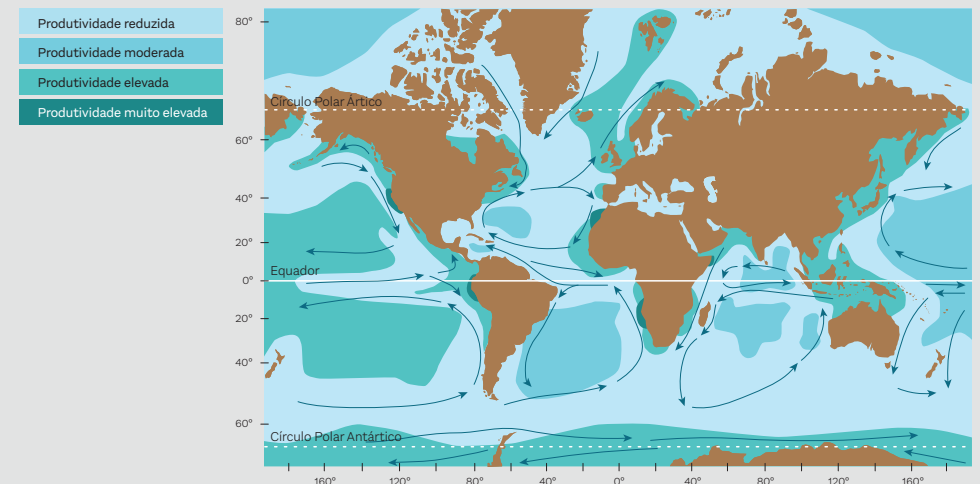 Produtividade reduzida
Produtividade moderada
Produtividade elevada
Produtividade muito elevada
80°
Círculo Polar Ártico
60°
40°
20°
Equador
0°
20°
40°
60°
Círculo Polar Antártico
160° 120° 80° 40° 0° 40° 80° 120° 160°